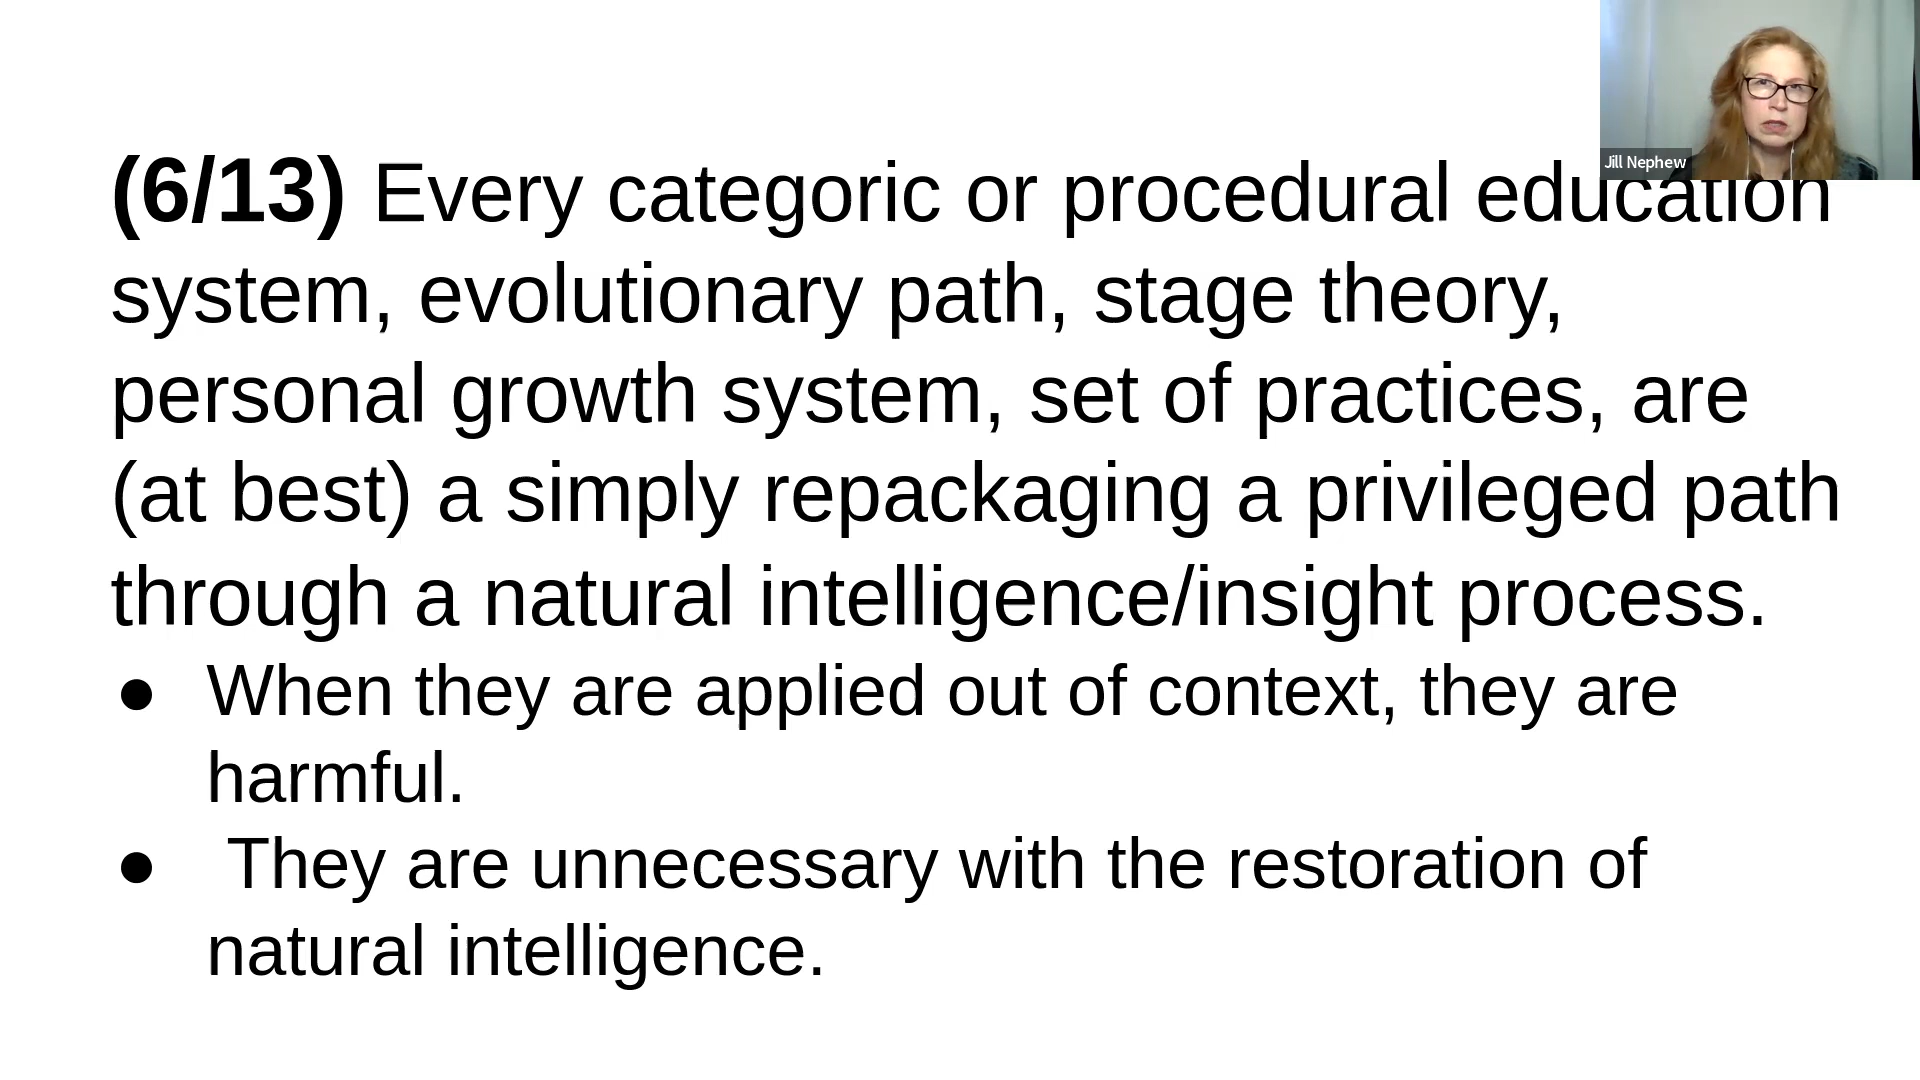 Jill Nephew
(6/13) Every categoric or procedural education
system, evolutionary path, stage theory,
personal growth system, set of practices, are
(at best) a simply repackaging a privileged path
through a natural intelligence/insight process.
● When they are applied out of context, they are
harmful.
● They are unnecessary with the restoration of
natural intelligence.